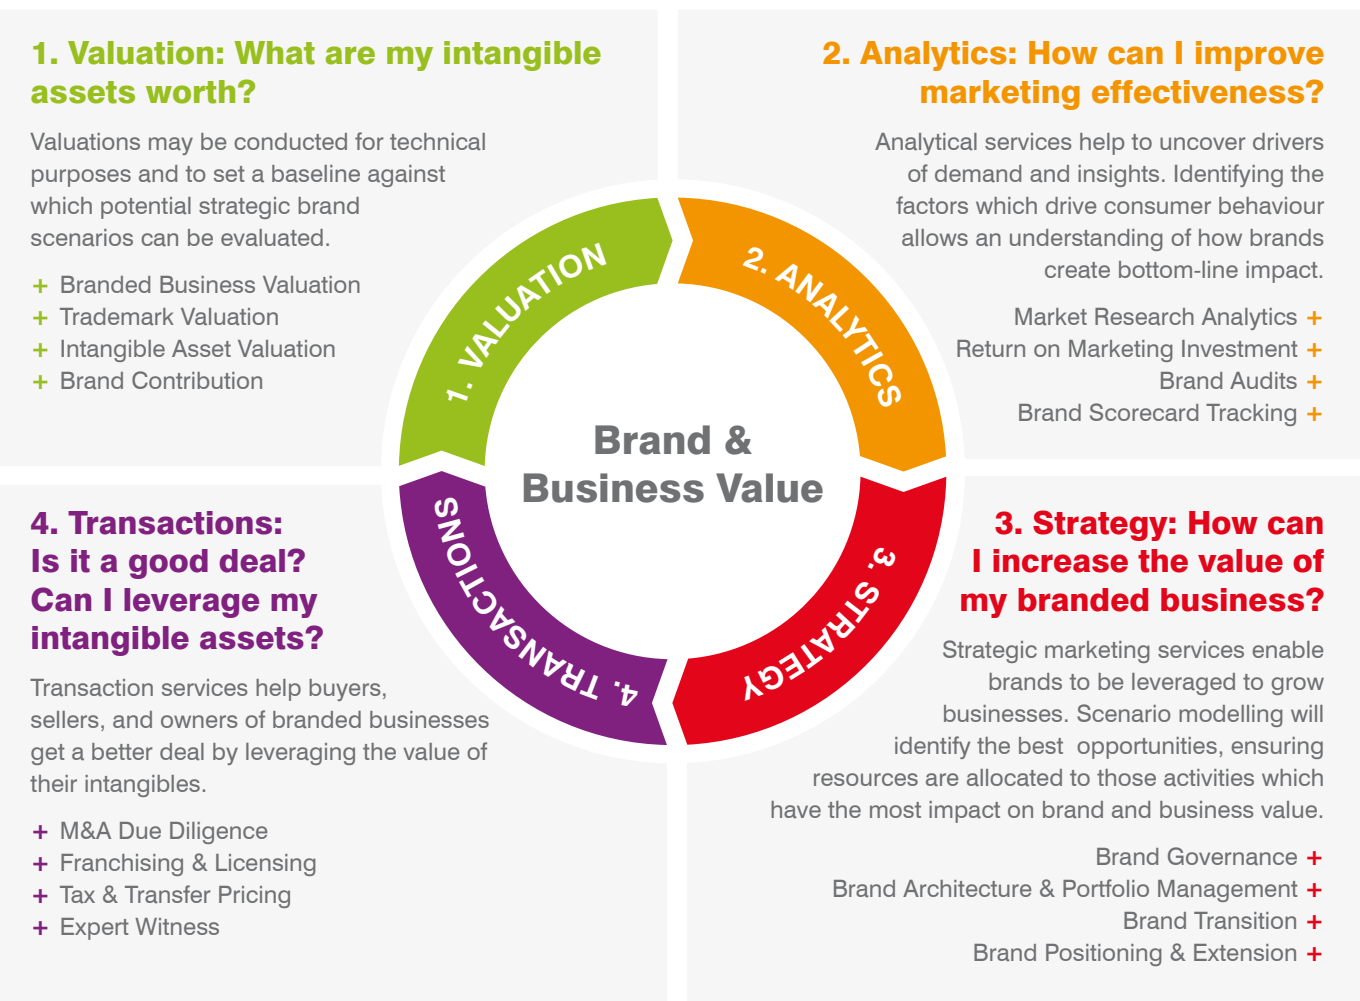 1. Valuation: What are my intangible
assets worth?
Valuations may be conducted for technical
purposes and to set a baseline against
which potential strategic brand
scenarios can be evaluated.
+ Branded Business Valuation
+ Trademark Valuation
+ Intangible Asset Valuation
+ Brand Contribution
2. Analytics: How can I improve
marketing effectiveness?
Analytical services help to uncover drivers
of demand and insights. Identifying the
factors which drive consumer behaviour
allows an understanding of how brands
create bottom-line impact.
Market Research Analytics +
Return on Marketing Investment +
Brand Audits +
Brand Scorecard Tracking +
1. VALUATION
2. ANALYTICS
3. STRATEGY
4. TRANSACTIONS
Brand &
Business Value
4. Transactions:
Is it a good deal?
Can I leverage my
intangible assets?
Transaction services help buyers,
sellers, and owners of branded businesses
get a better deal by leveraging the value of
their intangibles.
+ M&A Due Diligence
+ Franchising & Licensing
+ Tax & Transfer Pricing
+ Expert Witness
3. Strategy: How can
I increase the value of
my branded business?
Strategic marketing services enable
brands to be leveraged to grow
businesses. Scenario modelling will
identify the best opportunities, ensuring
resources are allocated to those activities which
have the most impact on brand and business value.
Brand Governance +
Brand Architecture & Portfolio Management +
Brand Transition +
Brand Positioning & Extension +